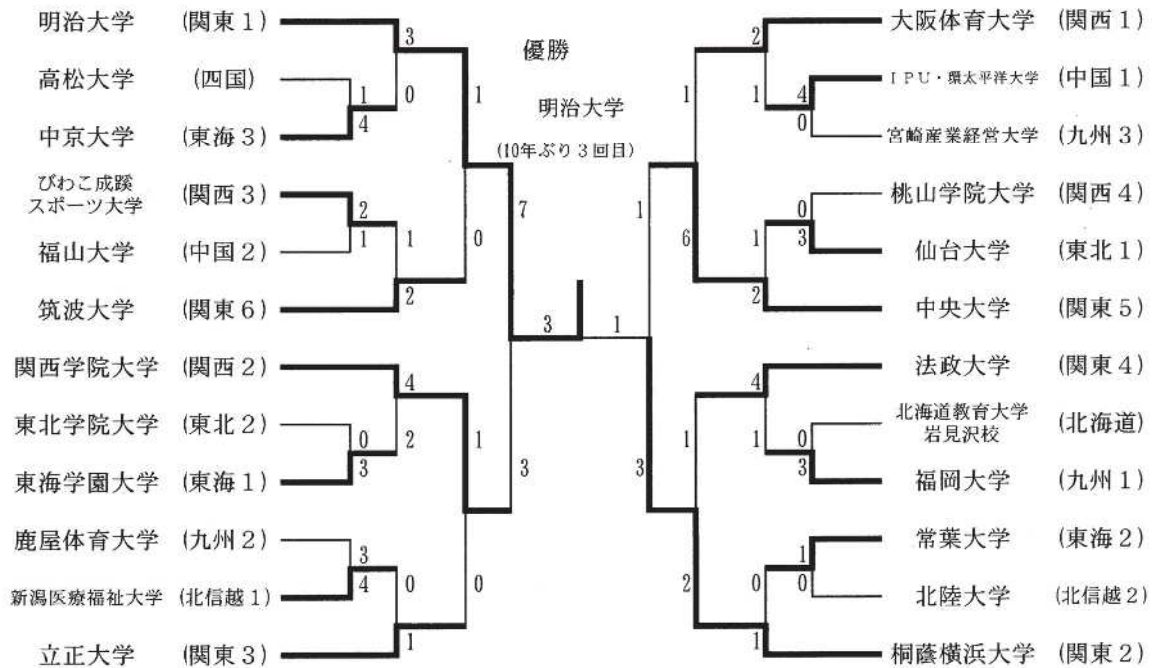 明治大学 (関東1)
高松大学 (四国)
中京大学 (東海3)
びわこ成蹊
スポーツ大学 (関西3)
福山大学 (中国2)
筑波大学 (関東6)
関西学院大学 (関西2)
東北学院大学 (東北2)
東海学園大学 (東海1)
鹿屋体育大学 (九州2)
新潟医療福祉大学 (北信越1)
立正大学 (関東3)
3
0
1
4
2
1
1
2
1
0
4
2
0
3
3
4
0
1
1
0
7
3
優勝
明治大学
(10年ぶり3回目)
3 1
1
3
1
6
1
2
2
1
4
0
0
3
1
2
4
1
0
3
1
0
0
1
大阪体育大学 (関西1)
IPU・環太平洋大学 (中国1)
宮崎産業経営大学 (九州3)
桃山学院大学 (関西4)
仙台大学 (東北1)
中央大学 (関東5)
法政大学 (関東4)
北海道教育大学
岩見沢校 (北海道)
福岡大学 (九州1)
常葉大学 (東海2)
北陸大学 (北信越2)
桐蔭横浜大学 (関東2)